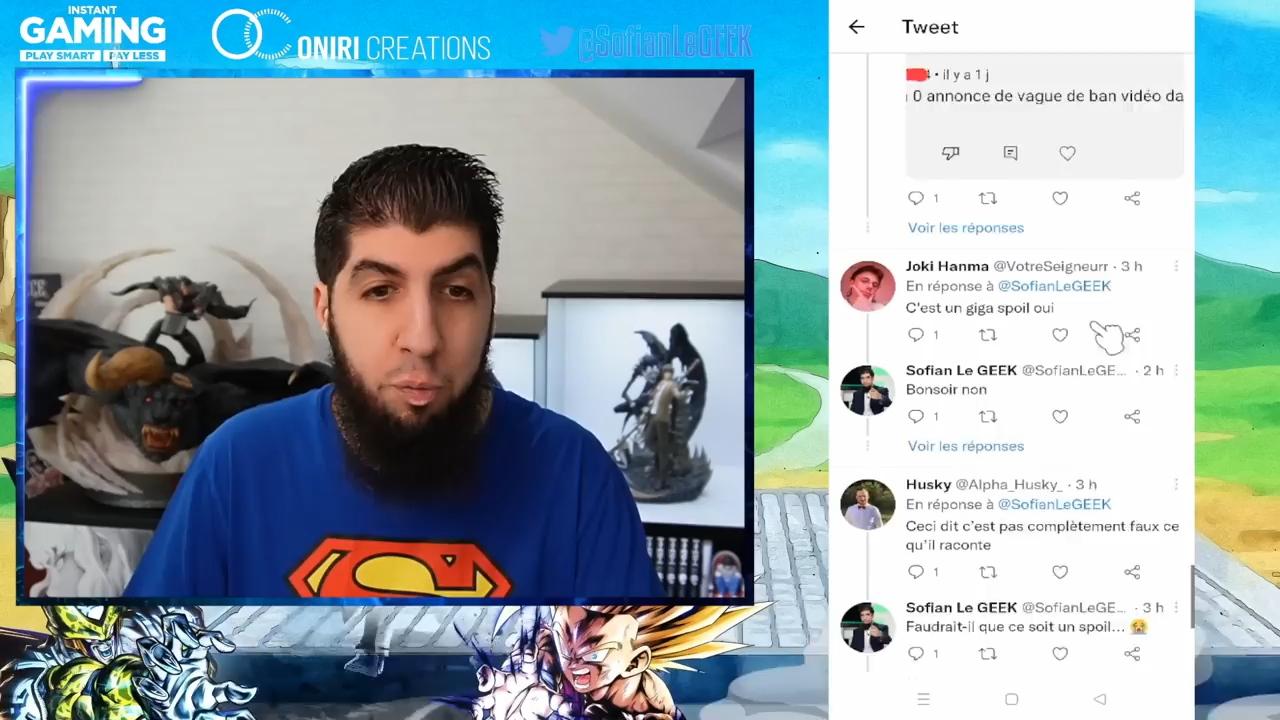 INSTANT
GAMING
PLAY SMART | PAY LESS
ONIRI CREATIONS
@SofianLeGEEK
Tweet
4 • il y a 1 j
0 annonce de vague de ban vidéo da
1
Voir les réponses
Joki Hanma @VotreSeigneurr · 3 h
En réponse à @SofianLeGEEK
C'est un giga spoil oui
1
Sofian Le GEEK @SofianLeGE... · 2 h
Bonsoir non
1
Voir les réponses
Husky @Alpha_Husky_ · 3 h
En réponse à @SofianLeGEEK
Ceci dit c'est pas complètement faux ce
qu'il raconte
1
Sofian Le GEEK @SofianLeGE... · 3 h
Faudrait-il que ce soit un spoil... 😭
1